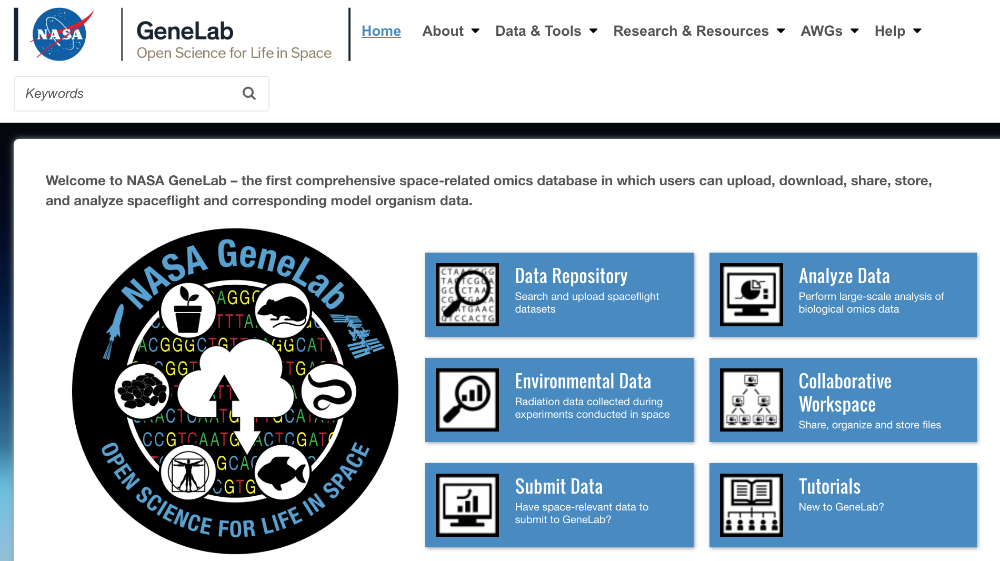 NASA
GeneLab
Open Science for Life in Space
Home
About
Data & Tools
Research & Resources
AWGs
Help
Keywords
Welcome to NASA GeneLab – the first comprehensive space-related omics database in which users can upload, download, share, store,
and analyze spaceflight and corresponding model organism data.
NASA GeneLab
OPEN SCIENCE FOR LIFE IN SPACE
Data Repository
Search and upload spaceflight
datasets
Analyze Data
Perform large-scale analysis of
biological omics data
Environmental Data
Radiation data collected during
experiments conducted in space
Collaborative
Workspace
Share, organize and store files
Submit Data
Have space-relevant data to
submit to GeneLab?
Tutorials
New to GeneLab?